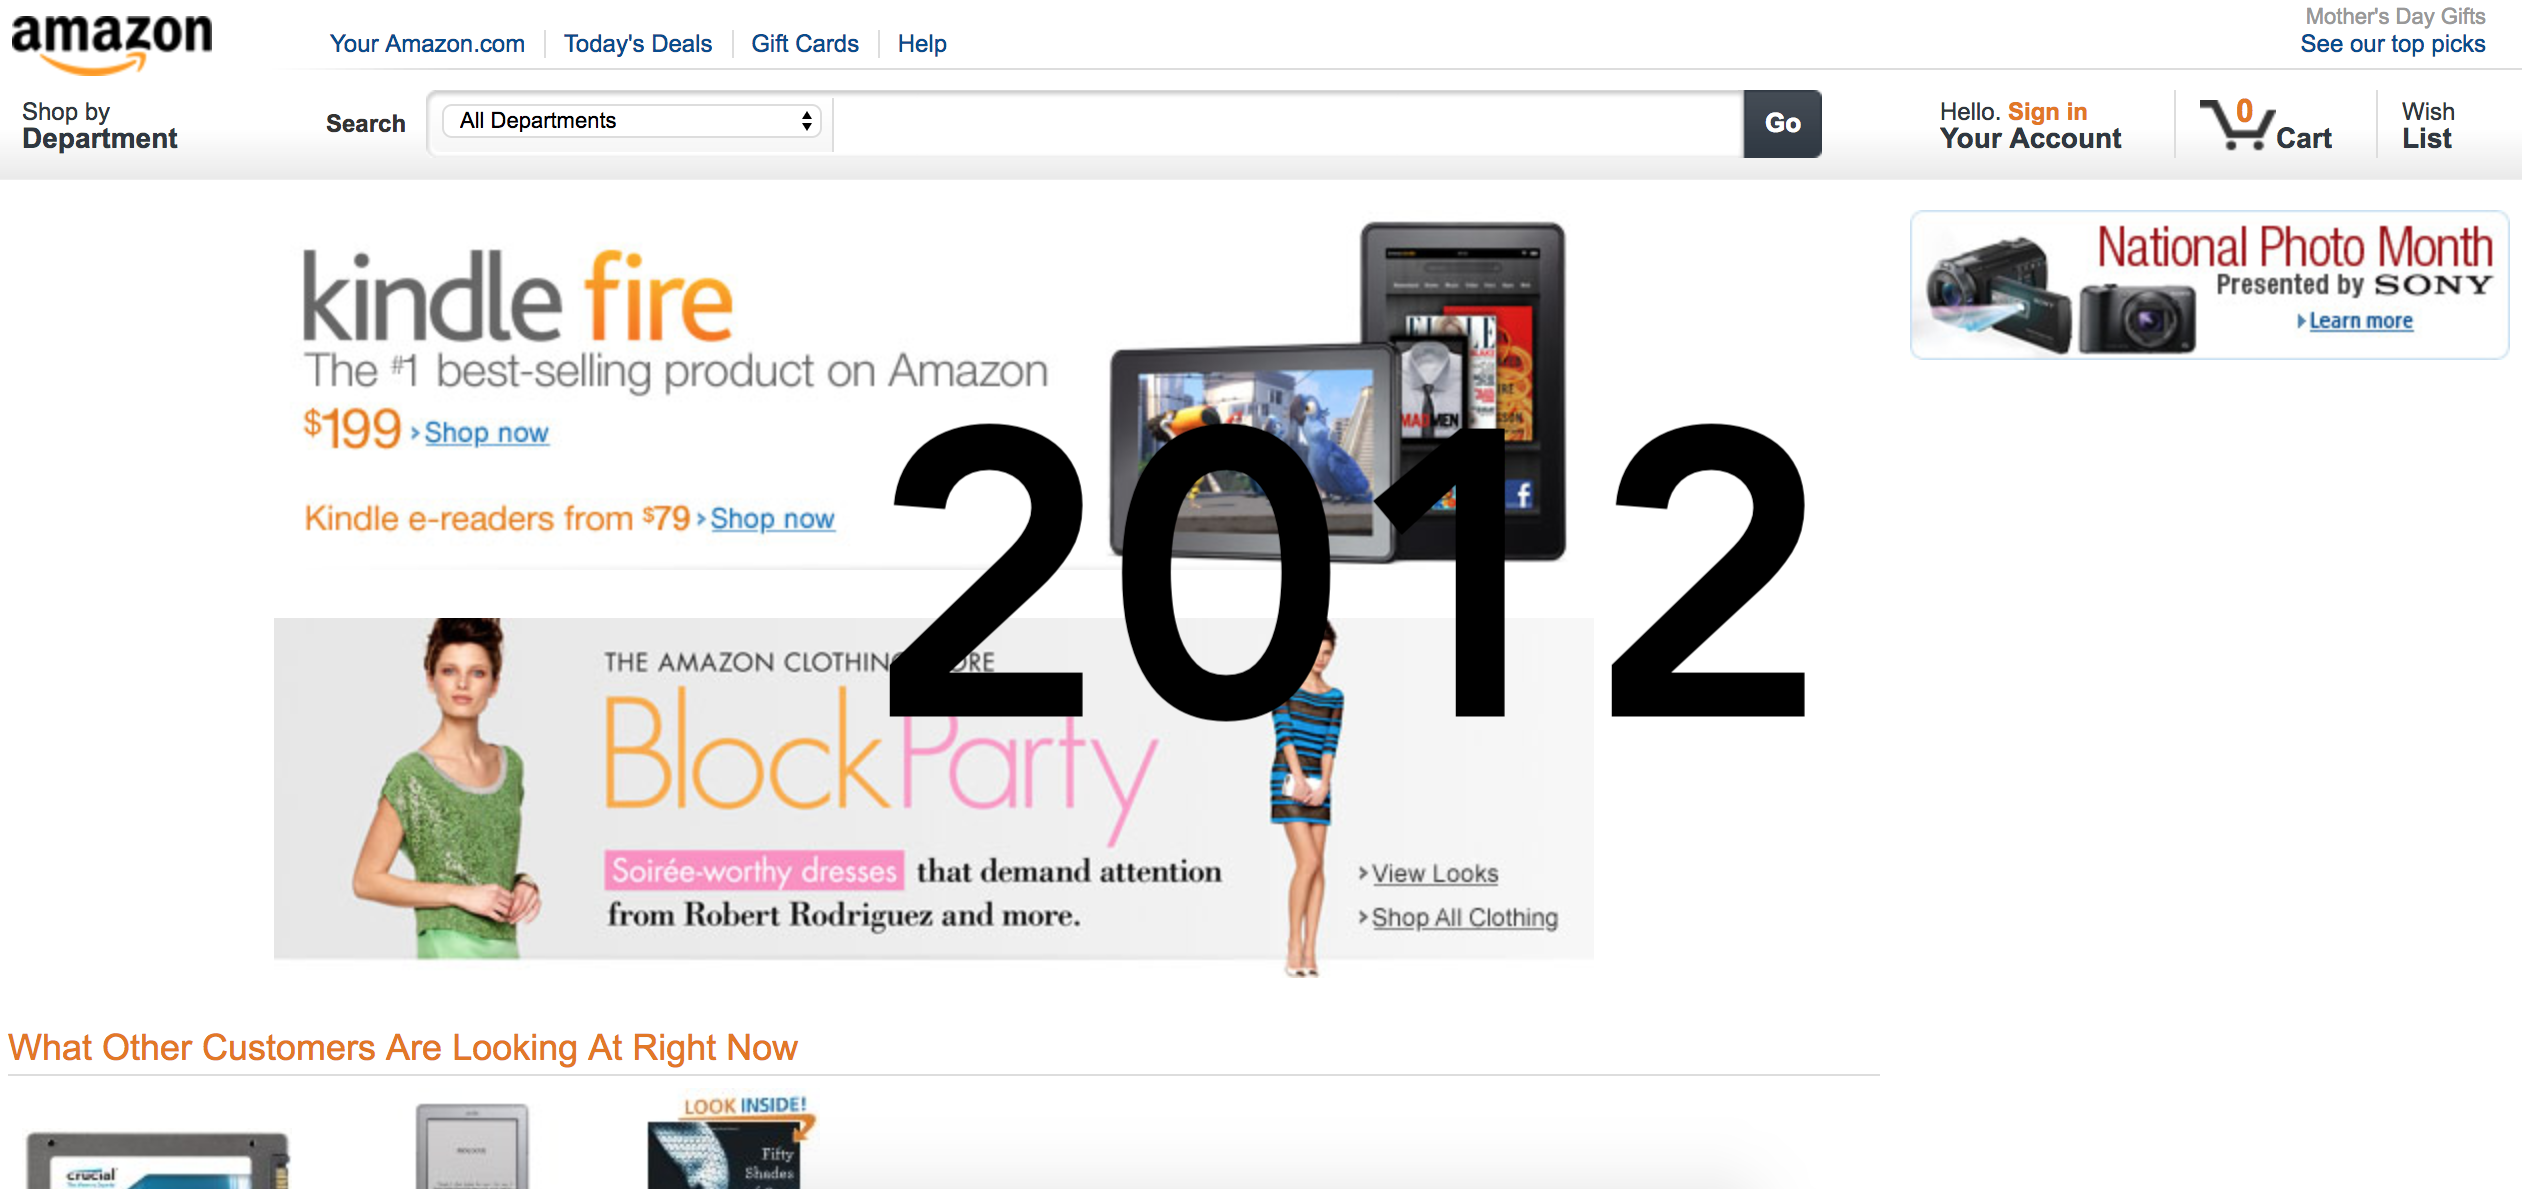 amazon
Your Amazon.com
Today's Deals
Gift Cards
Help
Mother's Day Gifts
See our top picks
Shop by
Department
Search
All Departments
Go
Hello. Sign in
Your Account
0
Cart
Wish
List
kindle fire
The #1 best-selling product on Amazon
$199 › Shop now
Kindle e-readers from $79 › Shop now
MAD MEN
National Photo Month
Presented by SONY
Learn more
2012
THE AMAZON CLOTHING
Block Party
Soirée-worthy dresses that demand attention
from Robert Rodriguez and more.
› View Looks
› Shop All Clothing
What Other Customers Are Looking At Right Now
crucial
LOOK INSIDE!
Fifty
Shades